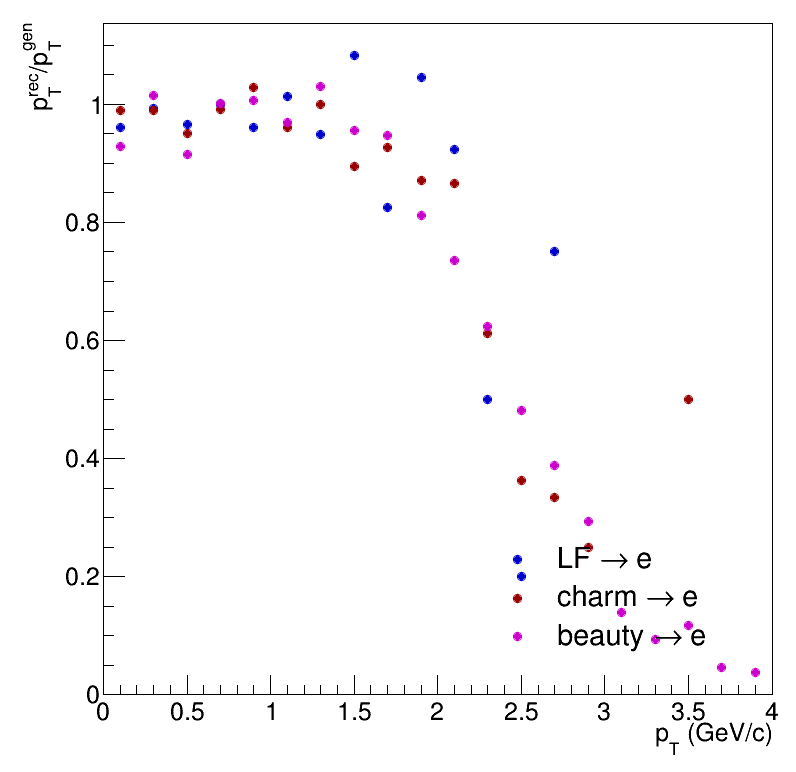 p_T^rec/p_T^gen
1
0.8
0.6
0.4
0.2
0
LF → e
charm → e
beauty → e
0 0.5 1 1.5 2 2.5 3 3.5 4
p_T (GeV/c)